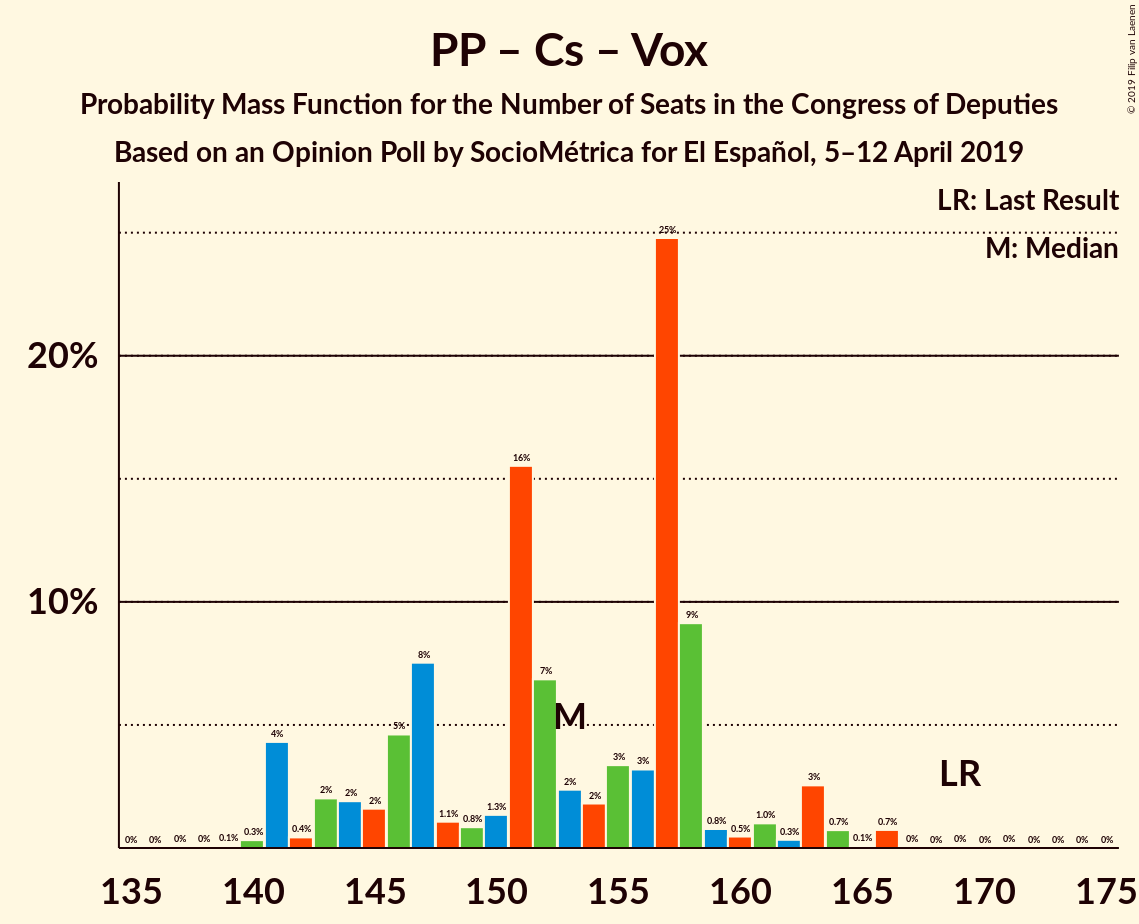 PP – Cs – Vox
Probability Mass Function for the Number of Seats in the Congress of Deputies
Based on an Opinion Poll by SocioMétrica for El Español, 5–12 April 2019
© 2019 Filip van Laenen
LR: Last Result
M: Median
20%
10%
0% 0% 0% 0% 0.1% 0.3% 4% 0.4% 2% 2% 2% 5% 8% 1.1% 0.8% 1.3% 16% 7% 2% 2% 3% 3% 25% 9% 0.8% 0.5% 1.0% 0.3% 3% 0.7% 0.1% 0.7% 0% 0% 0% 0% 0% 0% 0% 0% 0%
M
LR
135 140 145 150 155 160 165 170 175